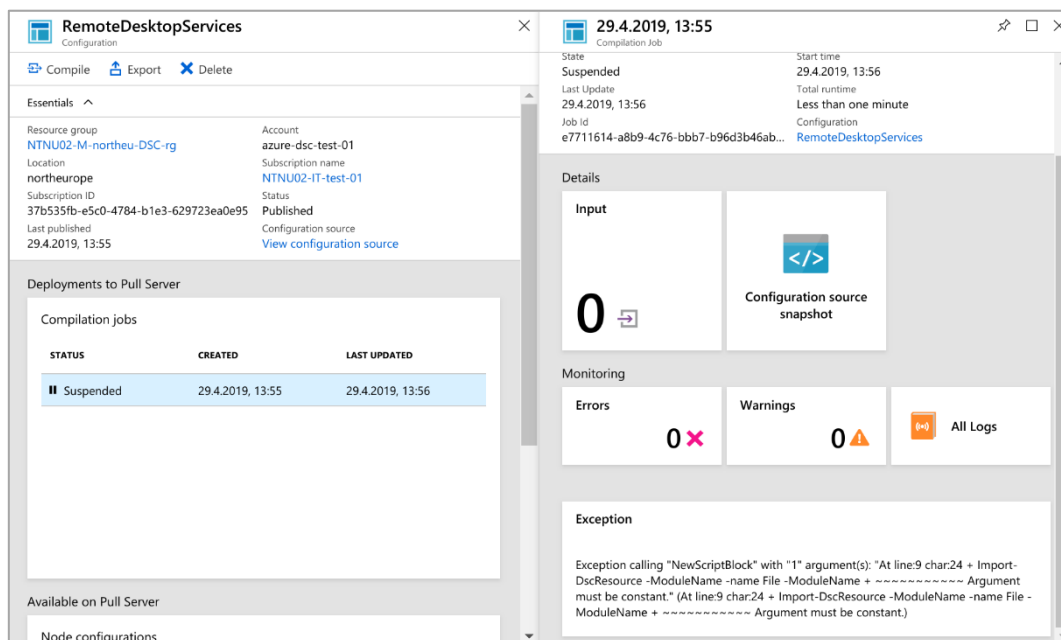 RemoteDesktopServices
Configuration
Compile Export Delete
Essentials
Resource group
NTNU02-M-northeu-DSC-rg
Account
azure-dsc-test-01
Location
northeurope
Subscription name
NTNU02-IT-test-01
Subscription ID
37b535fb-e5c0-4784-b1e3-629723ea0e95
Status
Published
Last published
29.4.2019, 13:55
Configuration source
View configuration source
Deployments to Pull Server
Compilation jobs
STATUS CREATED LAST UPDATED
Suspended 29.4.2019, 13:55 29.4.2019, 13:56
Available on Pull Server
Node configurations
29.4.2019, 13:55
Compilation Job
State
Suspended
Start time
29.4.2019, 13:56
Last Update
29.4.2019, 13:56
Total runtime
Less than one minute
Job Id
e7711614-a8b9-4c76-bbb7-b96d3b46ab...
Configuration
RemoteDesktopServices
Details
Input
0
</>
Configuration source
snapshot
Monitoring
Errors
0
Warnings
0
All Logs
Exception
Exception calling "NewScriptBlock" with "1" argument(s): "At line:9 char:24 + Import-
DscResource -ModuleName -name File -ModuleName + ~~~~~~~~~~~ Argument
must be constant." (At line:9 char:24 + Import-DscResource -ModuleName -name File -
ModuleName + ~~~~~~~~~~~ Argument must be constant.)